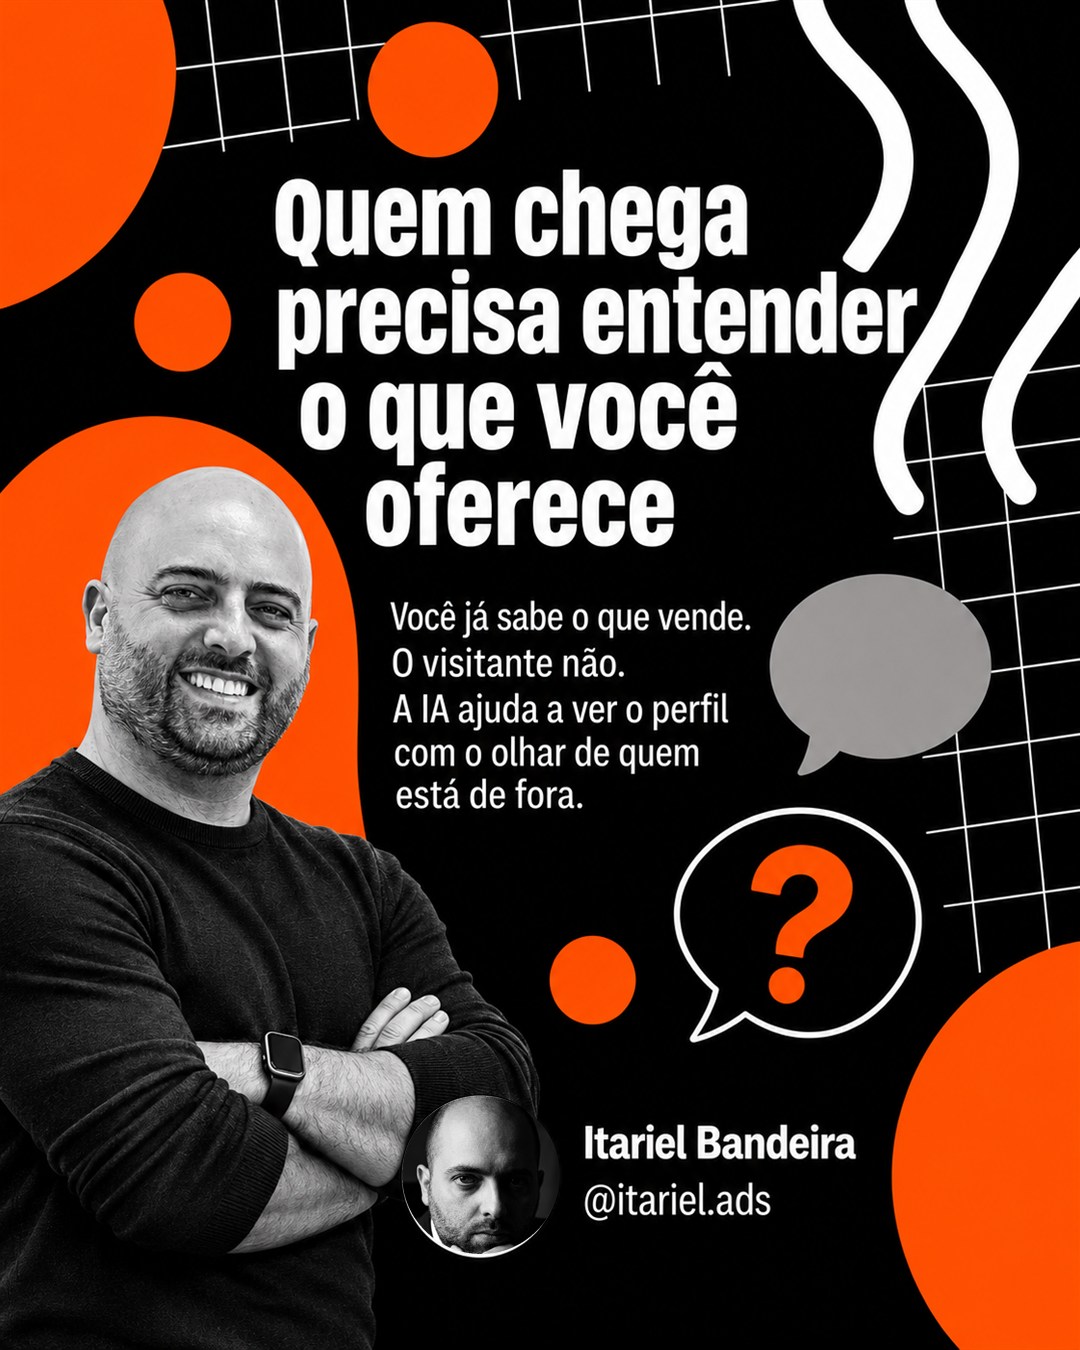 Quem chega
precisa entender
o que você
oferece
Você já sabe o que vende.
O visitante não.
A IA ajuda a ver o perfil
com o olhar de quem
está de fora.
?
Itariel Bandeira
@itariel.ads